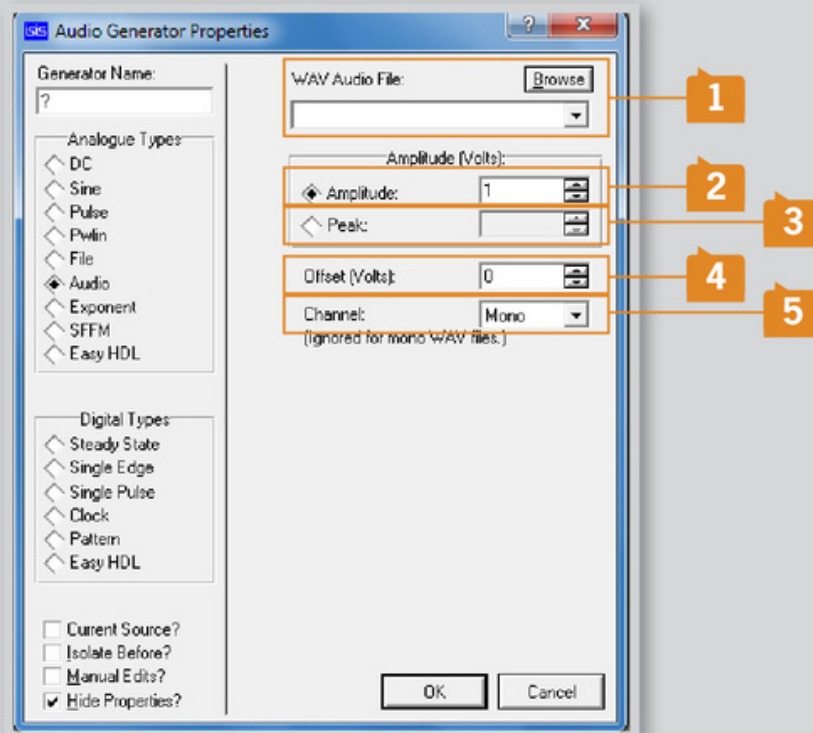 isis Audio Generator Properties
?
Generator Name:
?
Analogue Types
DC
Sine
Pulse
Pwlin
File
Audio
Exponent
SFFM
Easy HDL
Digital Types
Steady State
Single Edge
Single Pulse
Clock
Pattern
Easy HDL
Current Source?
Isolate Before?
Manual Edits?
Hide Properties?
WAV Audio File:
Browse
1
Amplitude (Volts):
Amplitude: 1
2
Peak:
3
Offset (Volts): 0
4
Channel: Mono
5
(Ignored for mono WAV files.)
OK
Cancel